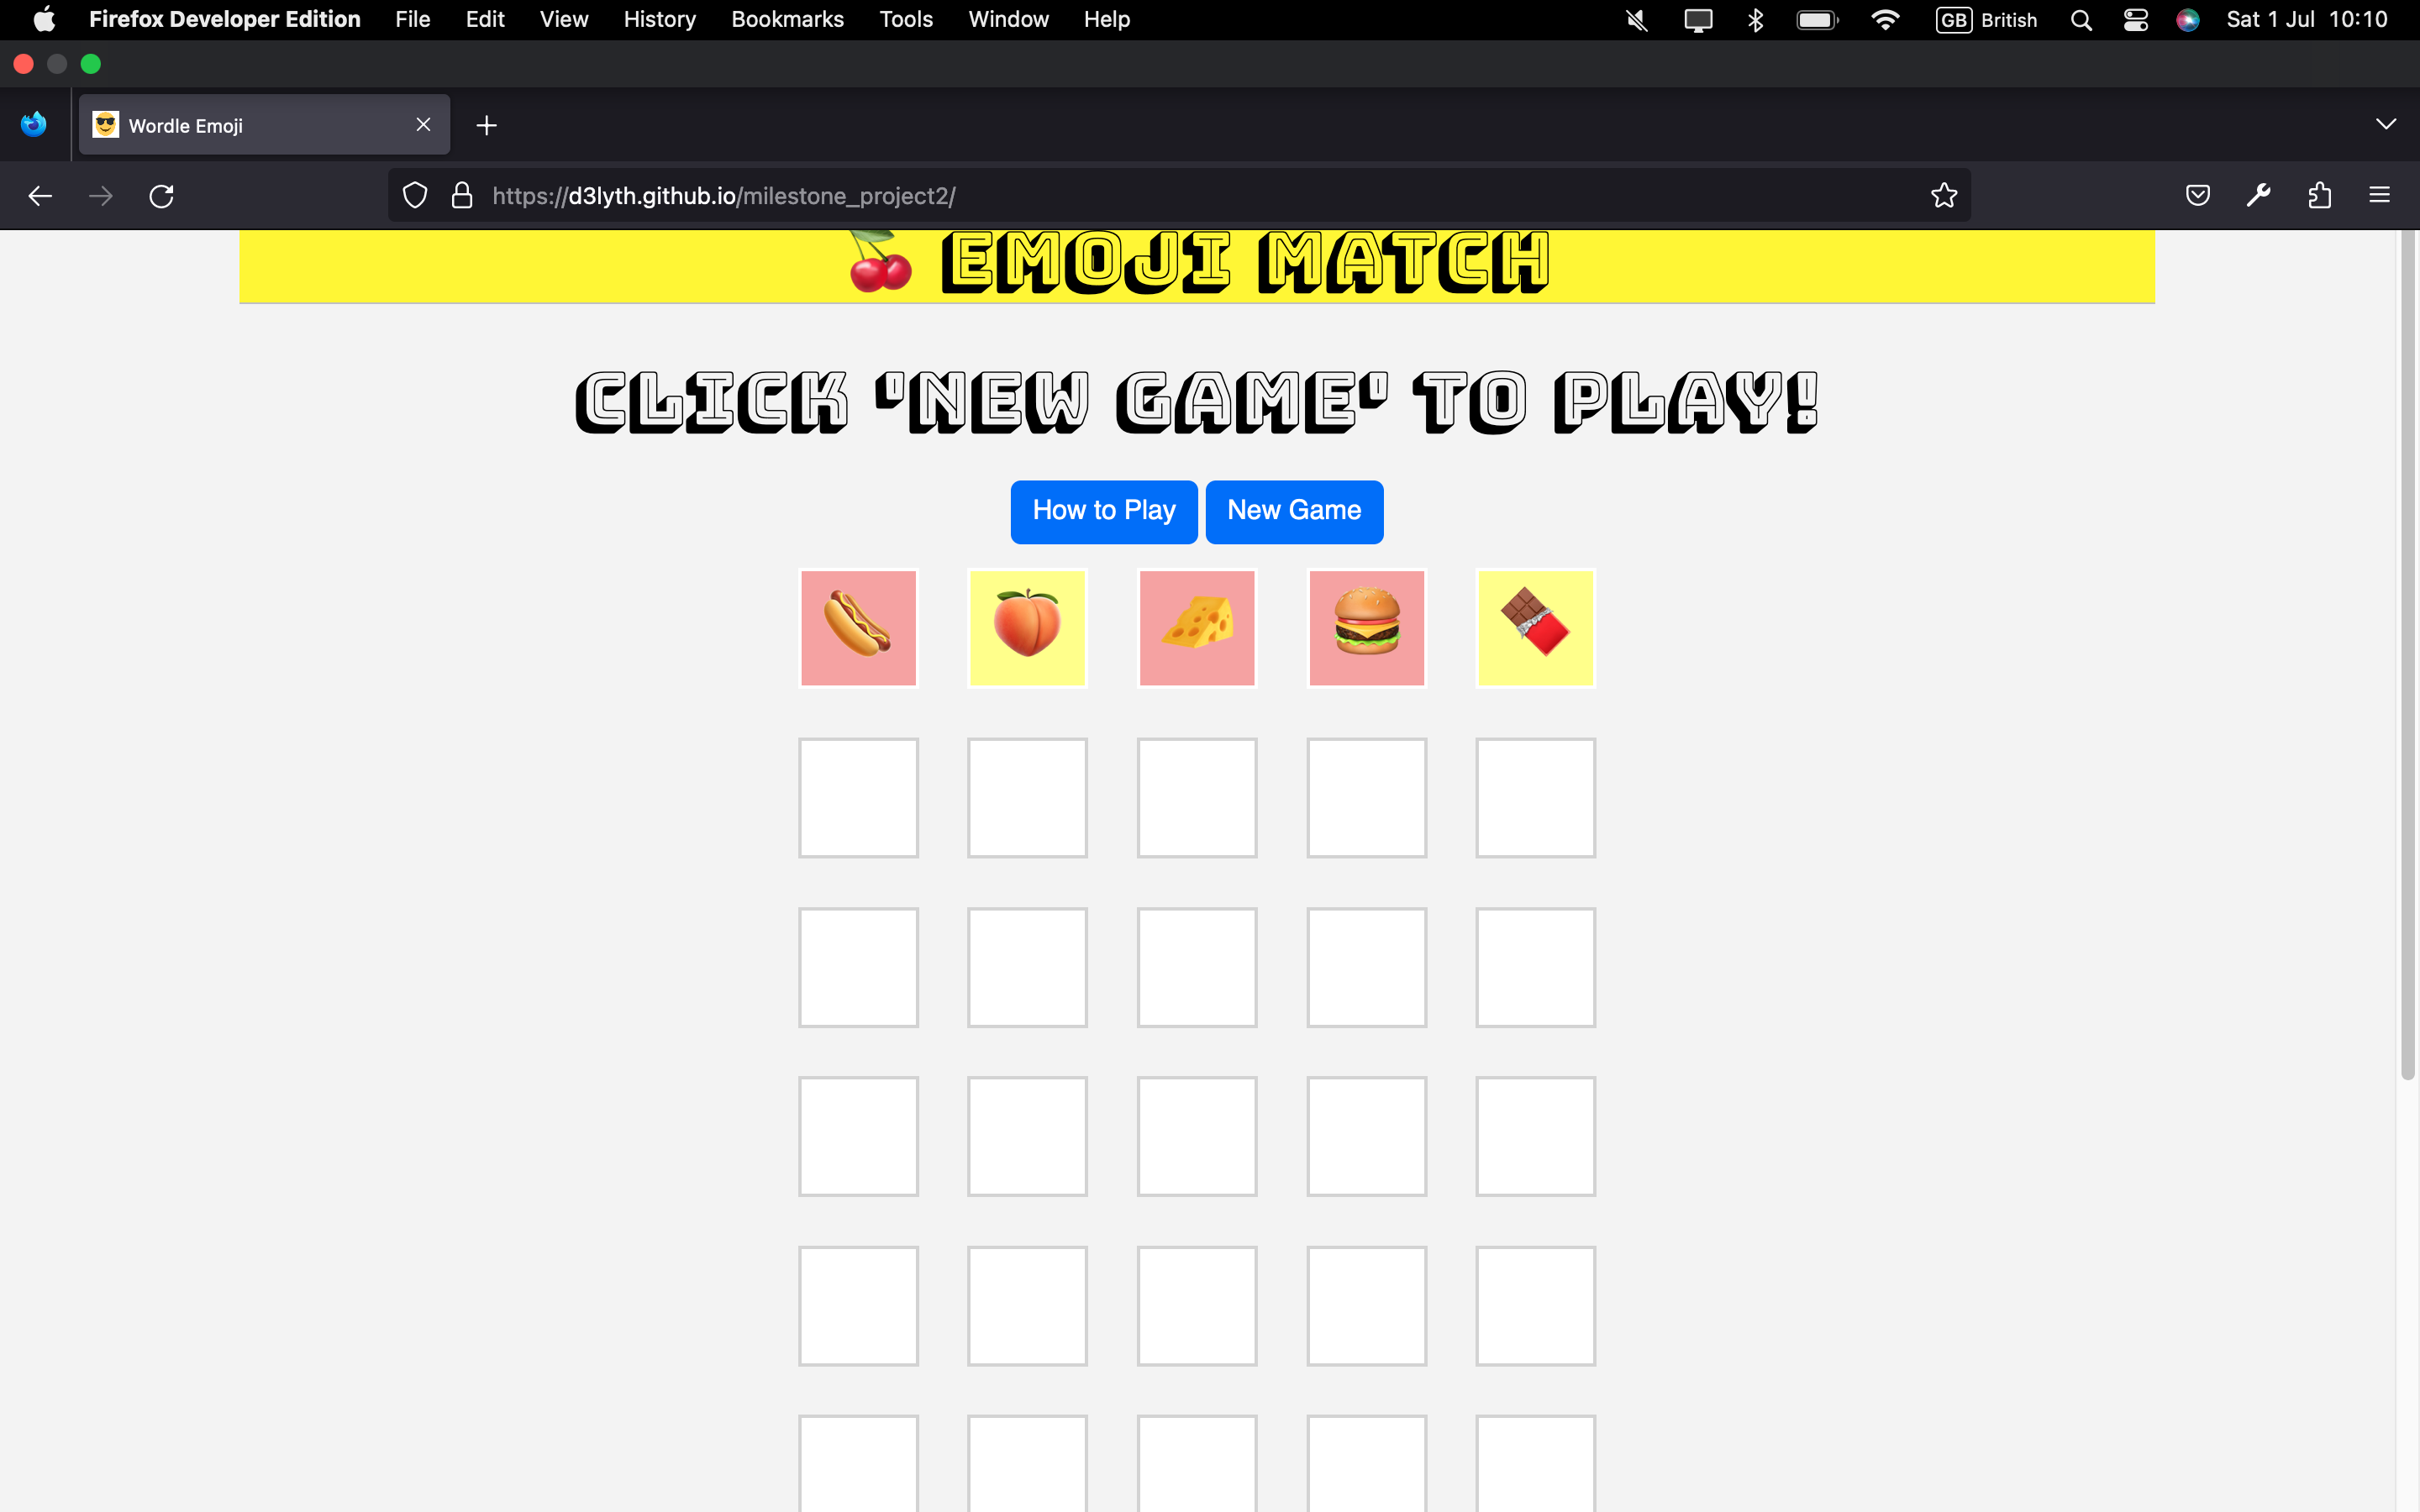 Firefox Developer Edition File Edit View History Bookmarks Tools Window Help GB British Sat 1 Jul 10:10
Wordle Emoji
https://d3lyth.github.io/milestone_project2/
EMOJI MATCH
CLICK 'NEW GAME' TO PLAY!
How to Play New Game